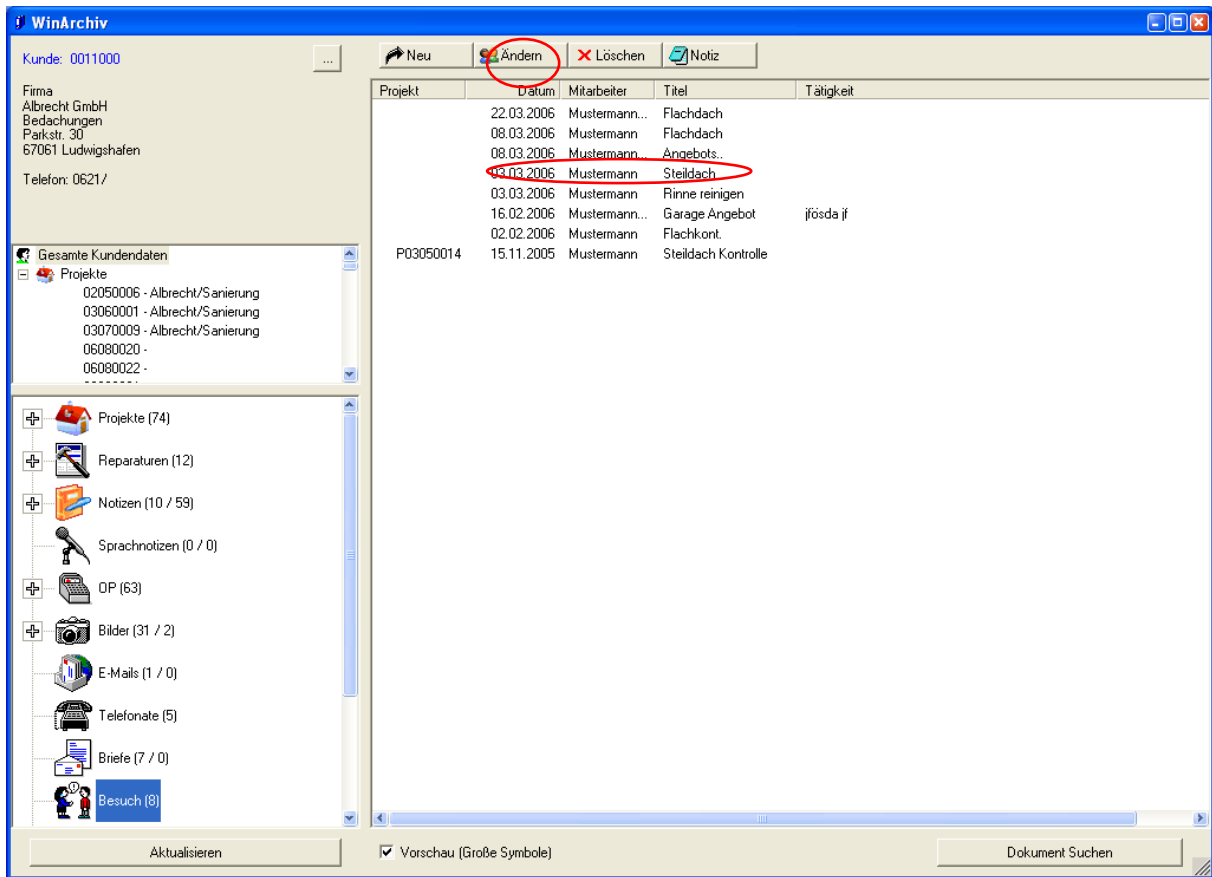 WinArchiv
Kunde: 0011000
...
Firma
Albrecht GmbH
Bedachungen
Parkstr. 30
67061 Ludwigshafen
Telefon: 0621/
Gesamte Kundendaten
Projekte
02050006 - Albrecht/Sanierung
03060001 - Albrecht/Sanierung
03070009 - Albrecht/Sanierung
06080020 -
06080022 -
Projekte (74)
Reparaturen (12)
Notizen (10 / 59)
Sprachnotizen (0 / 0)
OP (63)
Bilder (31 / 2)
E-Mails (1 / 0)
Telefonate (5)
Briefe (7 / 0)
Besuch (8)
Aktualisieren
Neu Ändern Löschen Notiz
Projekt Datum Mitarbeiter Titel Tätigkeit
22.03.2006 Mustermann... Flachdach
08.03.2006 Mustermann Flachdach
08.03.2006 Mustermann... Angebots..
03.03.2006 Mustermann Steildach
03.03.2006 Mustermann Rinne reinigen
16.02.2006 Mustermann... Garage Angebot jfösda jf
02.02.2006 Mustermann Flachkont.
P03050014 15.11.2005 Mustermann Steildach Kontrolle
Vorschau (Große Symbole)
Dokument Suchen